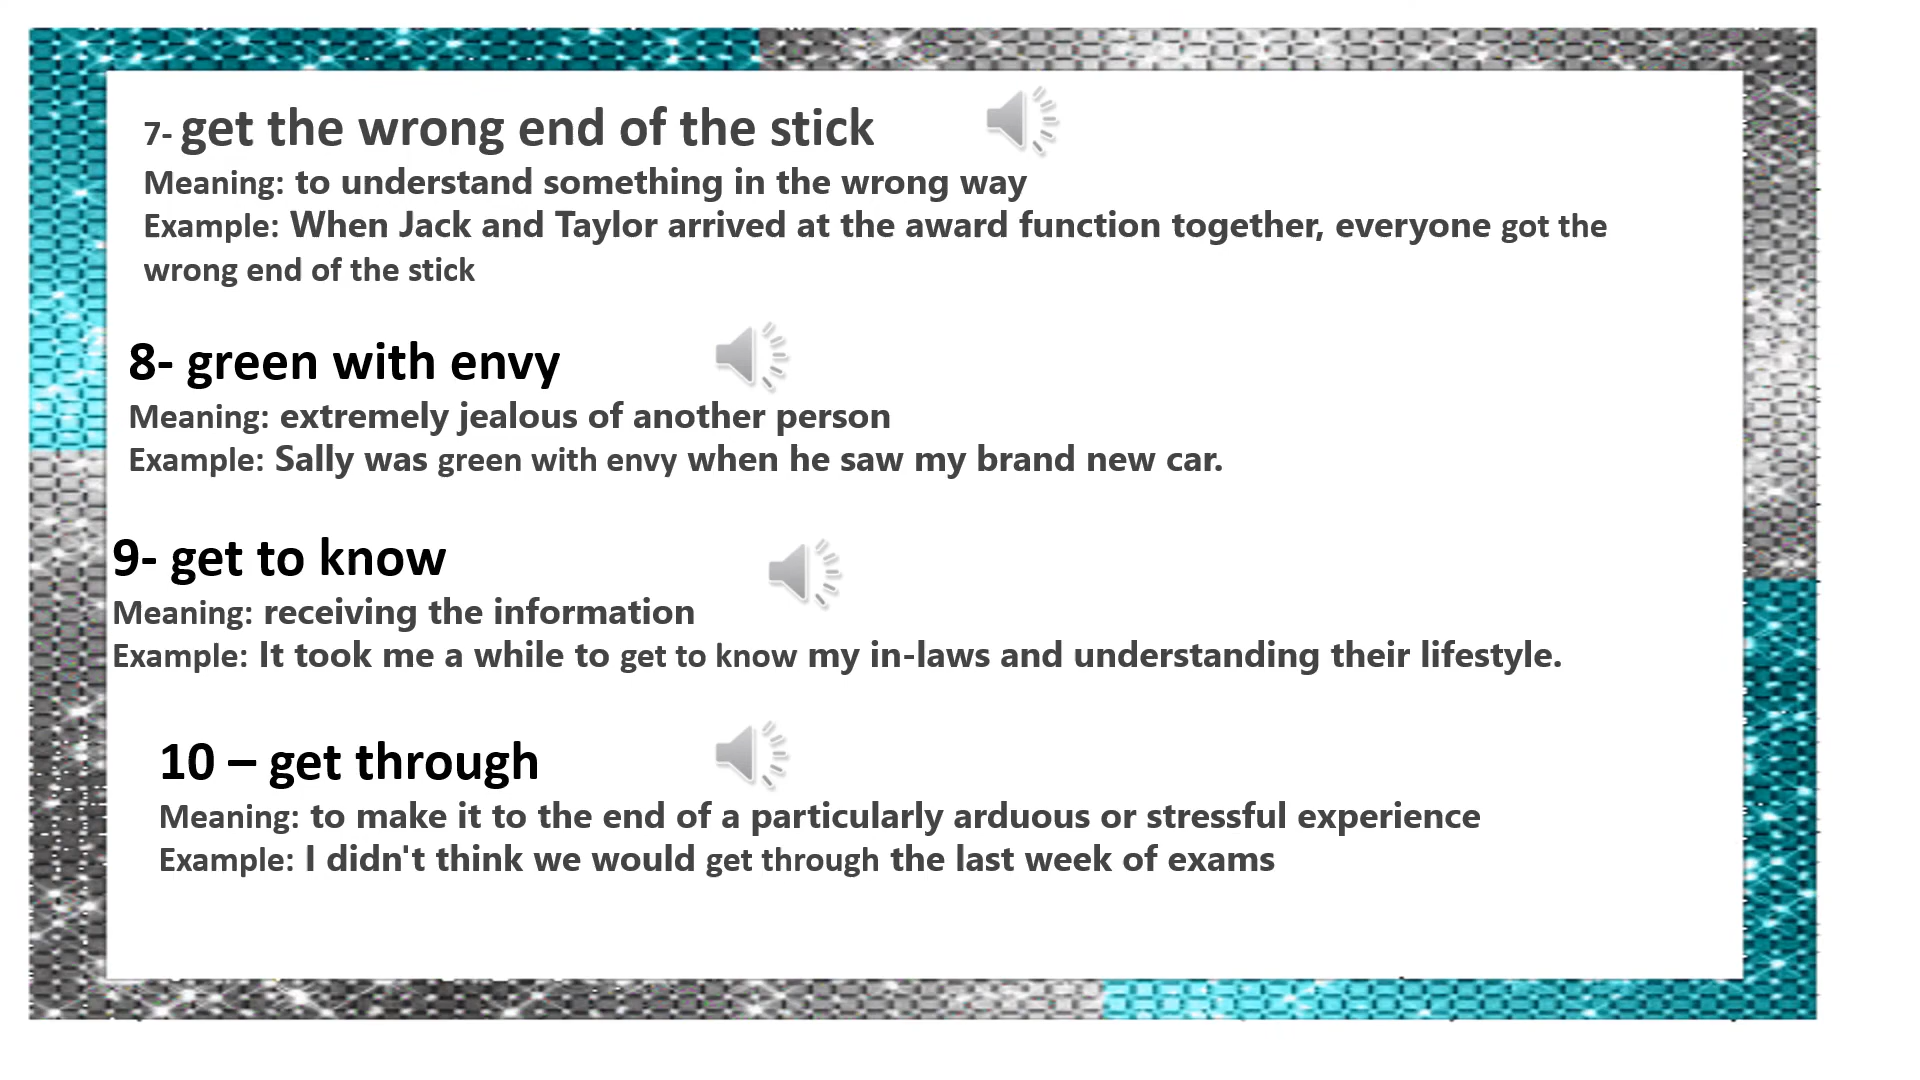 7- get the wrong end of the stick
Meaning: to understand something in the wrong way
Example: When Jack and Taylor arrived at the award function together, everyone got the
wrong end of the stick
8- green with envy
Meaning: extremely jealous of another person
Example: Sally was green with envy when he saw my brand new car.
9- get to know
Meaning: receiving the information
Example: It took me a while to get to know my in-laws and understanding their lifestyle.
10 – get through
Meaning: to make it to the end of a particularly arduous or stressful experience
Example: I didn't think we would get through the last week of exams